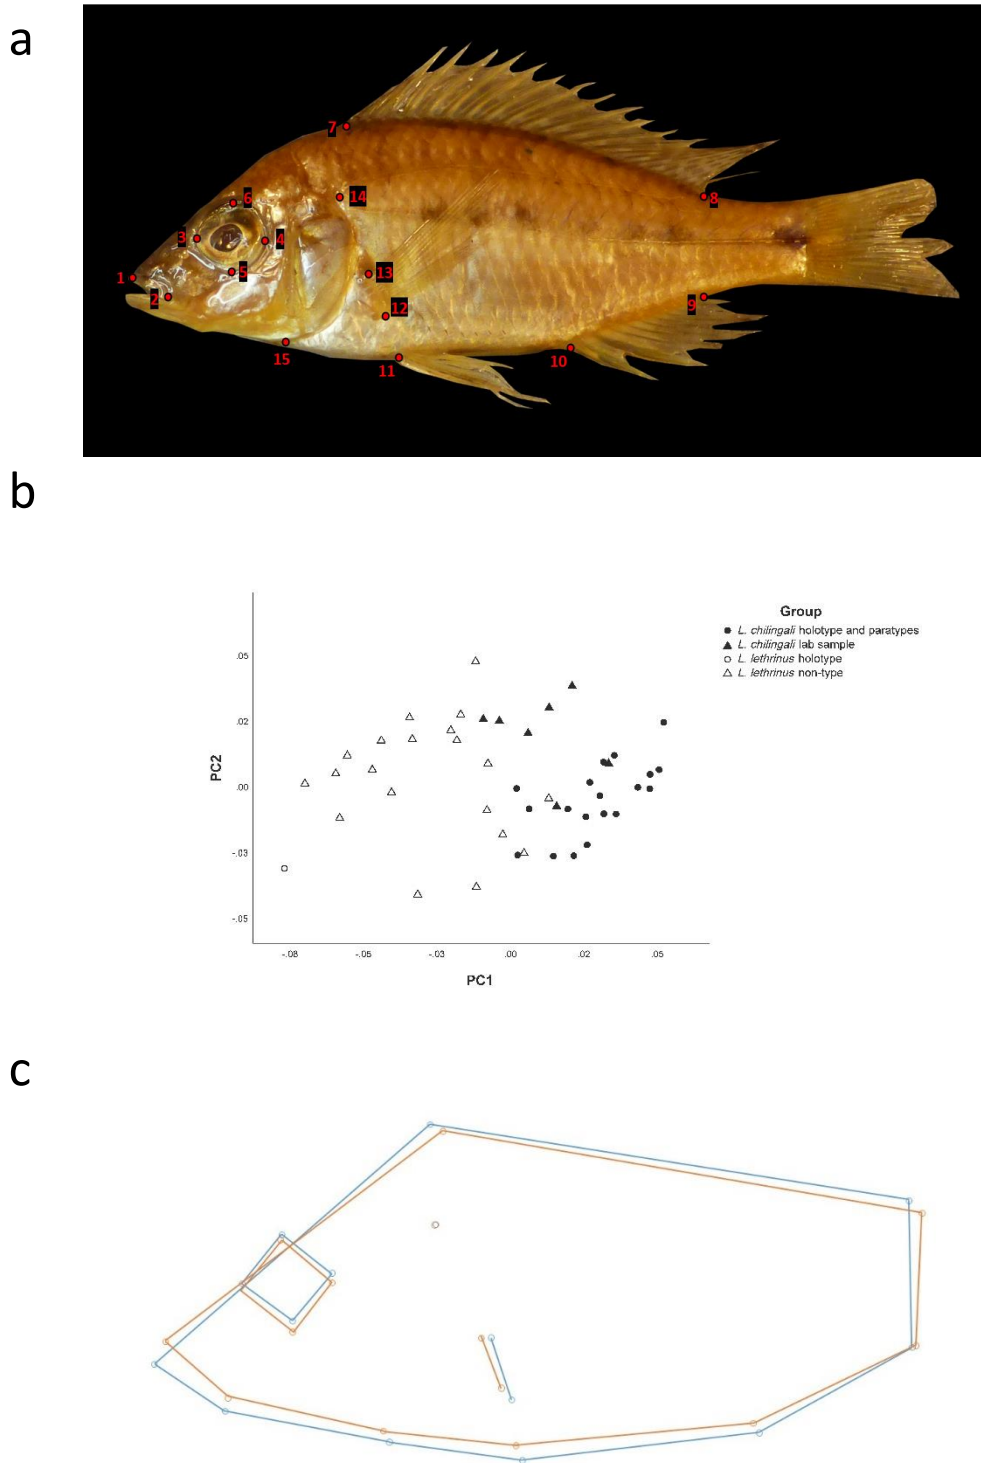 a
7
6
14
3
4
1
5
13
2
12
8
9
15
11
10
b
Group
L. chilingali holotype and paratypes
L. chilingali lab sample
L. lethrinus holotype
L. lethrinus non-type
.05
.02
PC2
.00
-.03
-.05
-.08 -.05 -.03 .00 .02 .05
PC1
c